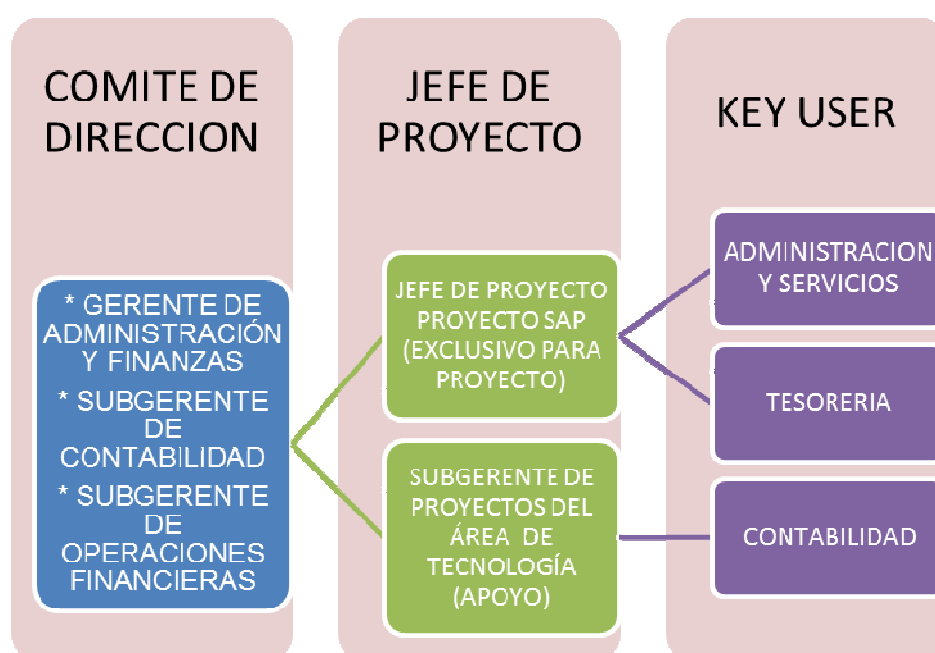 COMITE DE
DIRECCION
* GERENTE DE
ADMINISTRACIÓN
Y FINANZAS
* SUBGERENTE
DE
CONTABILIDAD
* SUBGERENTE
DE
OPERACIONES
FINANCIERAS
JEFE DE
PROYECTO
JEFE DE PROYECTO
PROYECTO SAP
(EXCLUSIVO PARA
PROYECTO)
SUBGERENTE DE
PROYECTOS DEL
ÁREA DE
TECNOLOGÍA
(APOYO)
KEY USER
ADMINISTRACION
Y SERVICIOS
TESORERIA
CONTABILIDAD